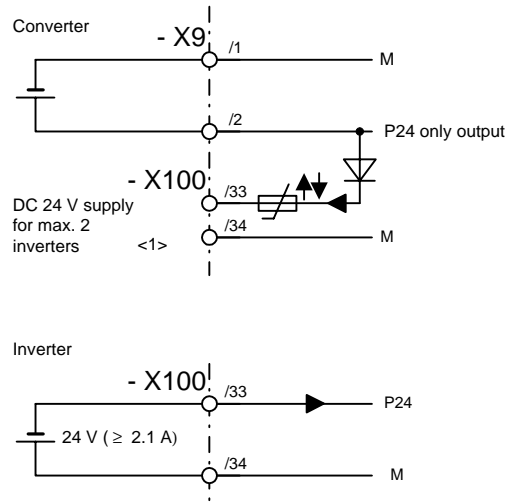 Converter
- X9
/1
M
/2
P24 only output
- X100
/33
DC 24 V supply
for max. 2
inverters
<1>
/34
M
Inverter
- X100
/33
P24
24 V ( ≥ 2.1 A)
/34
M